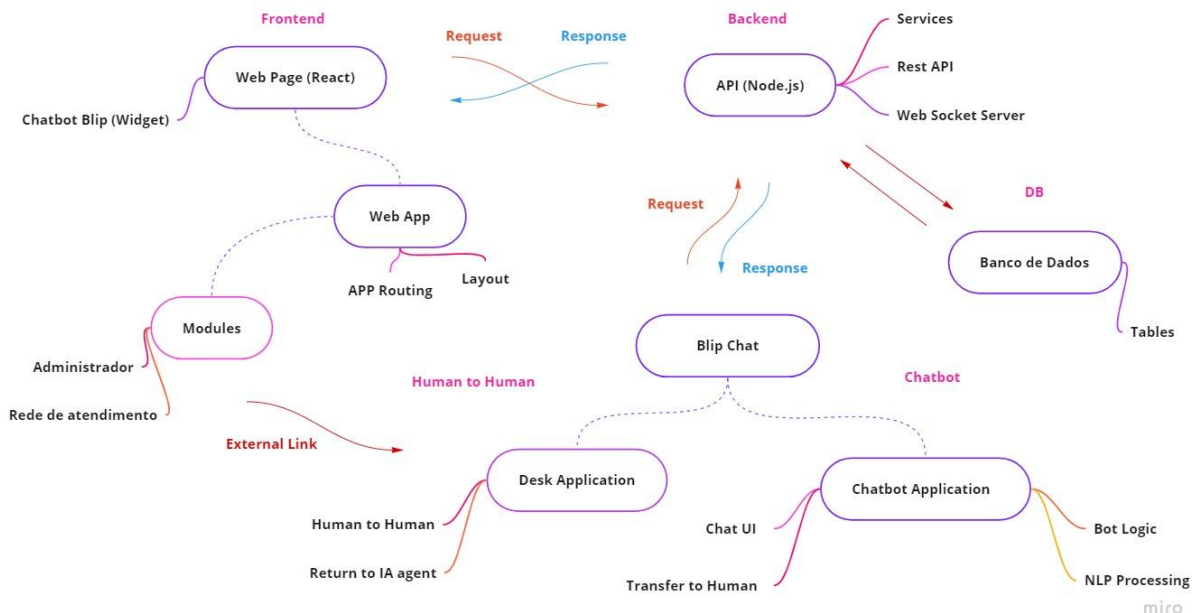 Frontend
Backend
Services
Request
Response
Web Page (React)
API (Node.js)
Rest API
Chatbot Blip (Widget)
Web Socket Server
DB
Request
Web App
Banco de Dados
Response
Layout
APP Routing
Modules
Tables
Blip Chat
Administrador
Human to Human
Chatbot
Rede de atendimento
External Link
Desk Application
Chatbot Application
Human to Human
Chat UI
Bot Logic
Return to IA agent
Transfer to Human
NLP Processing
miro